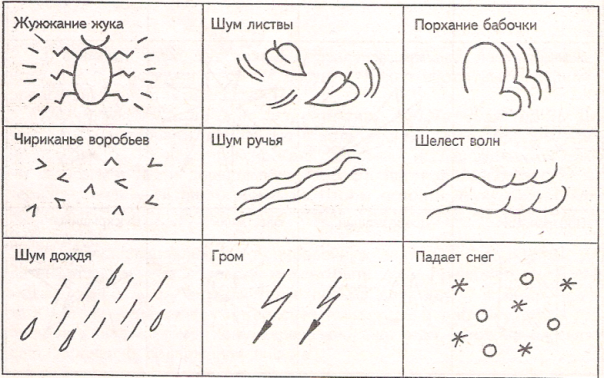 Жужжание жука
Шум листвы
Порхание бабочки
Чириканье воробьев
Шум ручья
Шелест волн
Шум дождя
Гром
Падает снег